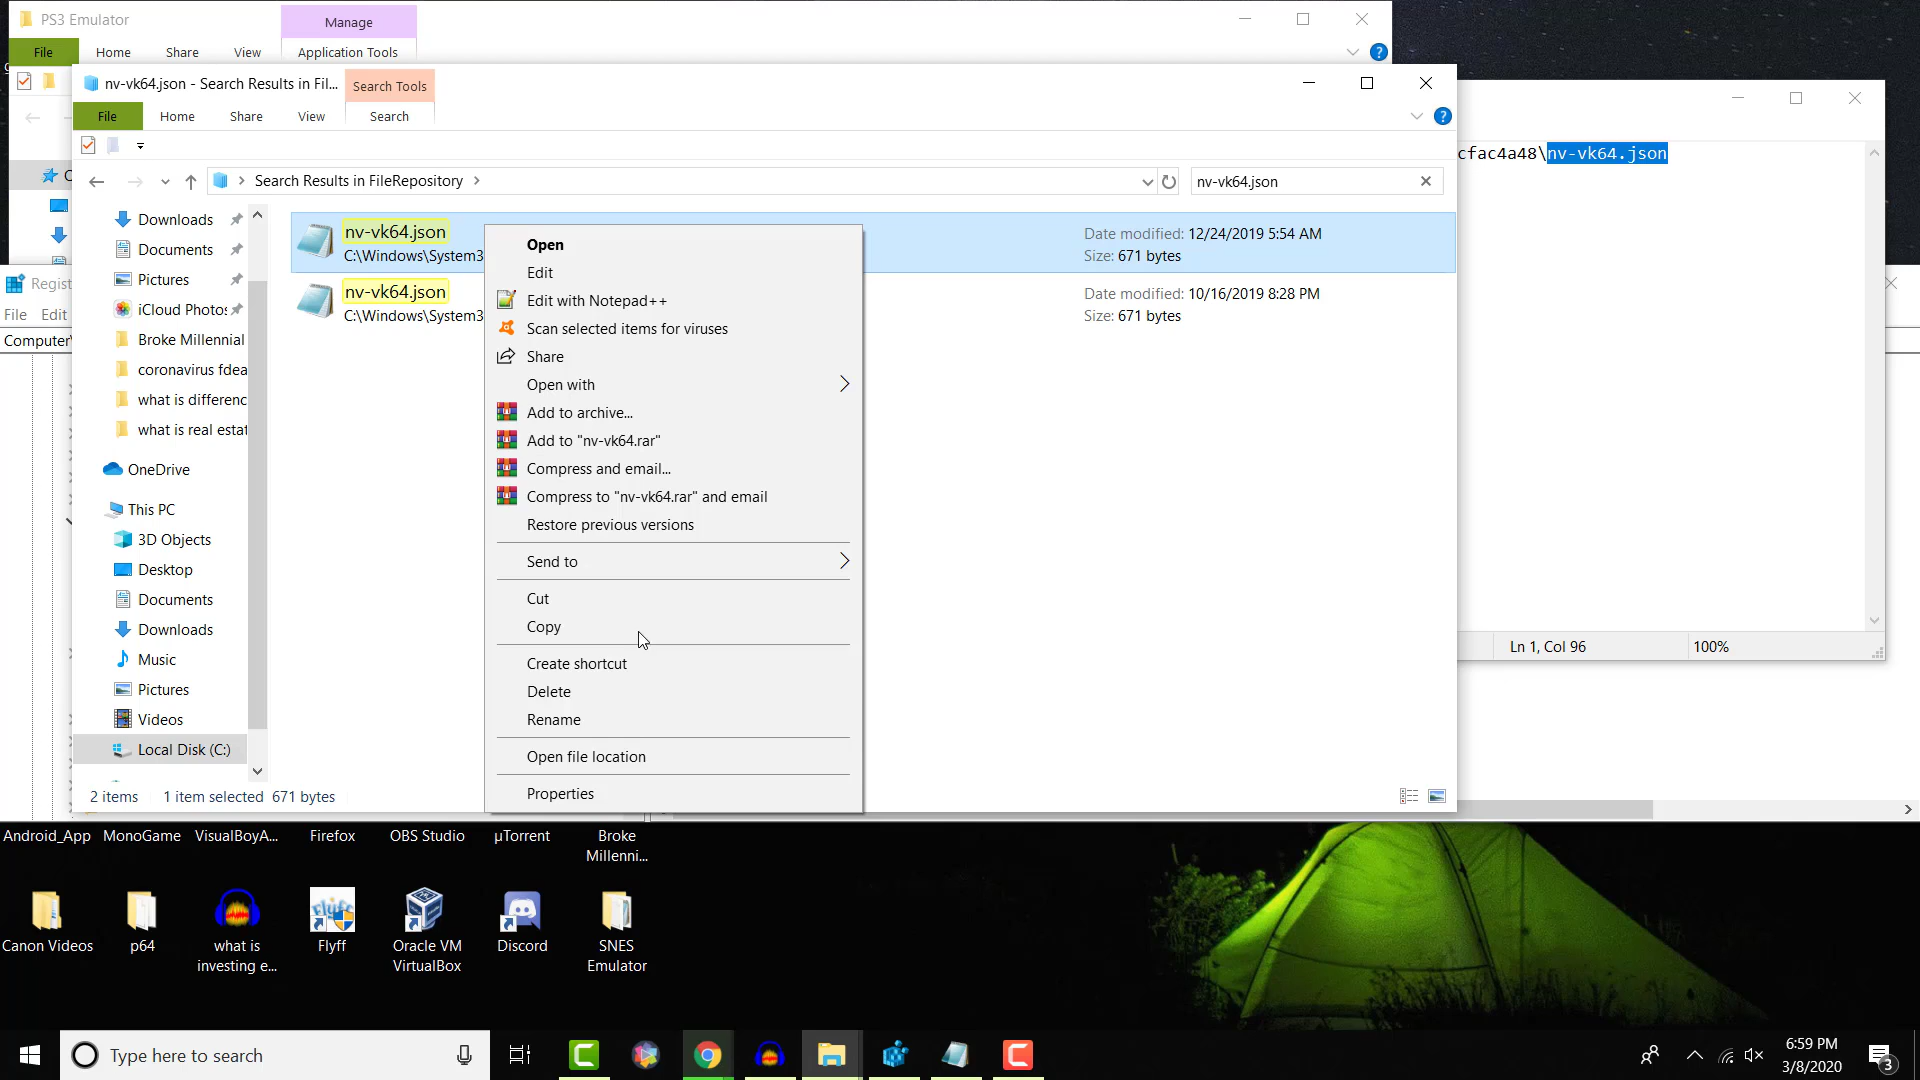 PS3 Emulator
Manage
File
Home
Share
View
Application Tools
nv-vk64.json - Search Results in Fil...
Search Tools
File
Home
Share
View
Search
cfac4a48\nv-vk64.json
Search Results in FileRepository
nv-vk64.json
Downloads
Documents
Pictures
iCloud Photos
Broke Millennial
coronavirus fdea
what is differenc
what is real estat
OneDrive
This PC
3D Objects
Desktop
Documents
Downloads
Music
Pictures
Videos
Local Disk (C:)
nv-vk64.json
C:\Windows\System3
Date modified: 12/24/2019 5:54 AM
Size: 671 bytes
nv-vk64.json
C:\Windows\System3
Date modified: 10/16/2019 8:28 PM
Size: 671 bytes
Open
Edit
Edit with Notepad++
Scan selected items for viruses
Share
Open with
Add to archive...
Add to "nv-vk64.rar"
Compress and email...
Compress to "nv-vk64.rar" and email
Restore previous versions
Send to
Cut
Copy
Create shortcut
Delete
Rename
Open file location
Properties
Regist
File Edit
Computer\
2 items 1 item selected 671 bytes
Ln 1, Col 96
100%
Android_App
MonoGame
VisualBoyA...
Firefox
OBS Studio
µTorrent
Broke
Millenni...
Canon Videos
p64
what is
investing e...
Flyff
Oracle VM
VirtualBox
Discord
SNES
Emulator
Type here to search
6:59 PM
3/8/2020
3